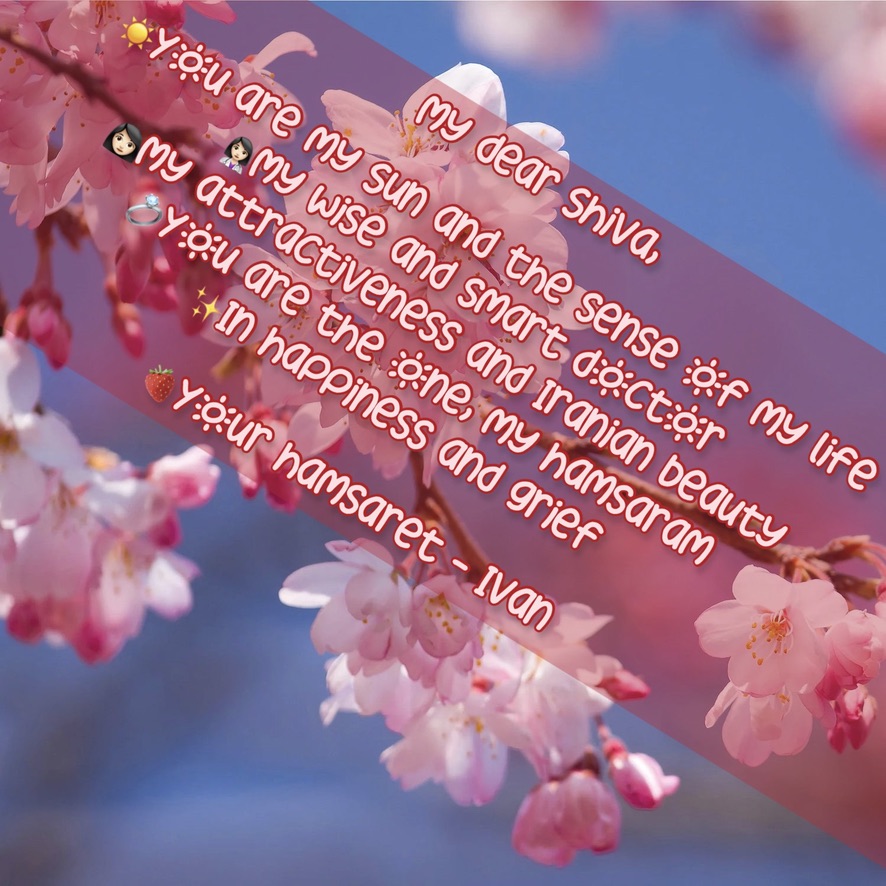 my dear Shiva,
☀️you are my sun and the sense of my life
👩🏻‍⚕️my wise and smart doctor
👩🏻my attractiveness and Iranian beauty
💍you are the one, my hamsaram
✨In happiness and grief
🍓your hamsaret - Ivan